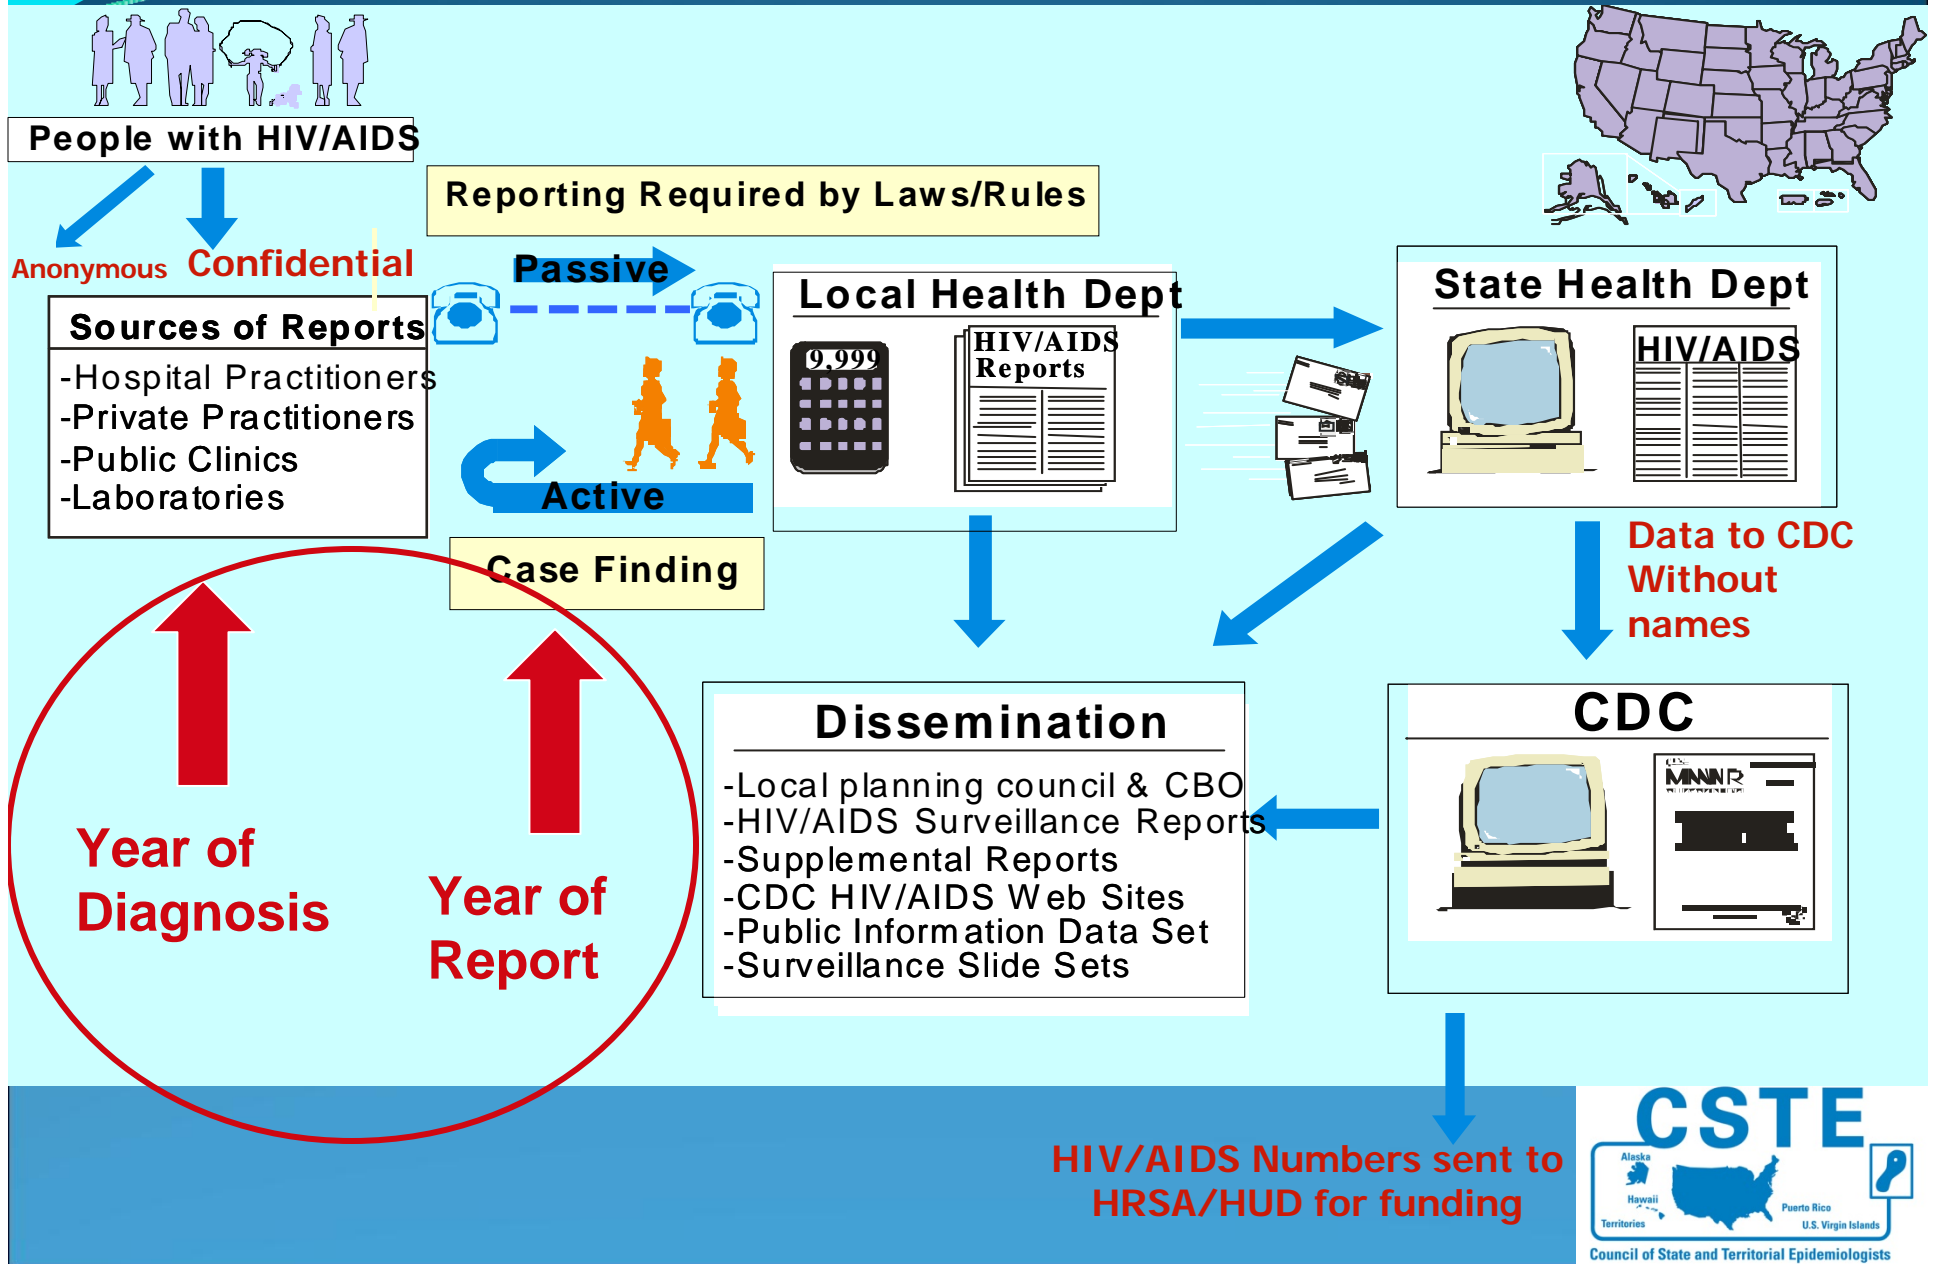 People with HIV/AIDS
Reporting Required by Laws/Rules
Anonymous
Confidential
Sources of Reports
-Hospital Practitioners
-Private Practitioners
-Public Clinics
-Laboratories
Passive
Active
Case Finding
Local Health Dept
9,999
HIV/AIDS
Reports
State Health Dept
HIV/AIDS
Data to CDC
Without
names
Year of
Diagnosis
Year of
Report
Dissemination
-Local planning council & CBO
-HIV/AIDS Surveillance Reports
-Supplemental Reports
-CDC HIV/AIDS Web Sites
-Public Information Data Set
-Surveillance Slide Sets
CDC
HIV/AIDS Numbers sent to
HRSA/HUD for funding
CSTE
Alaska
Hawaii
Territories
Puerto Rico
U.S. Virgin Islands
Council of State and Territorial Epidemiologists